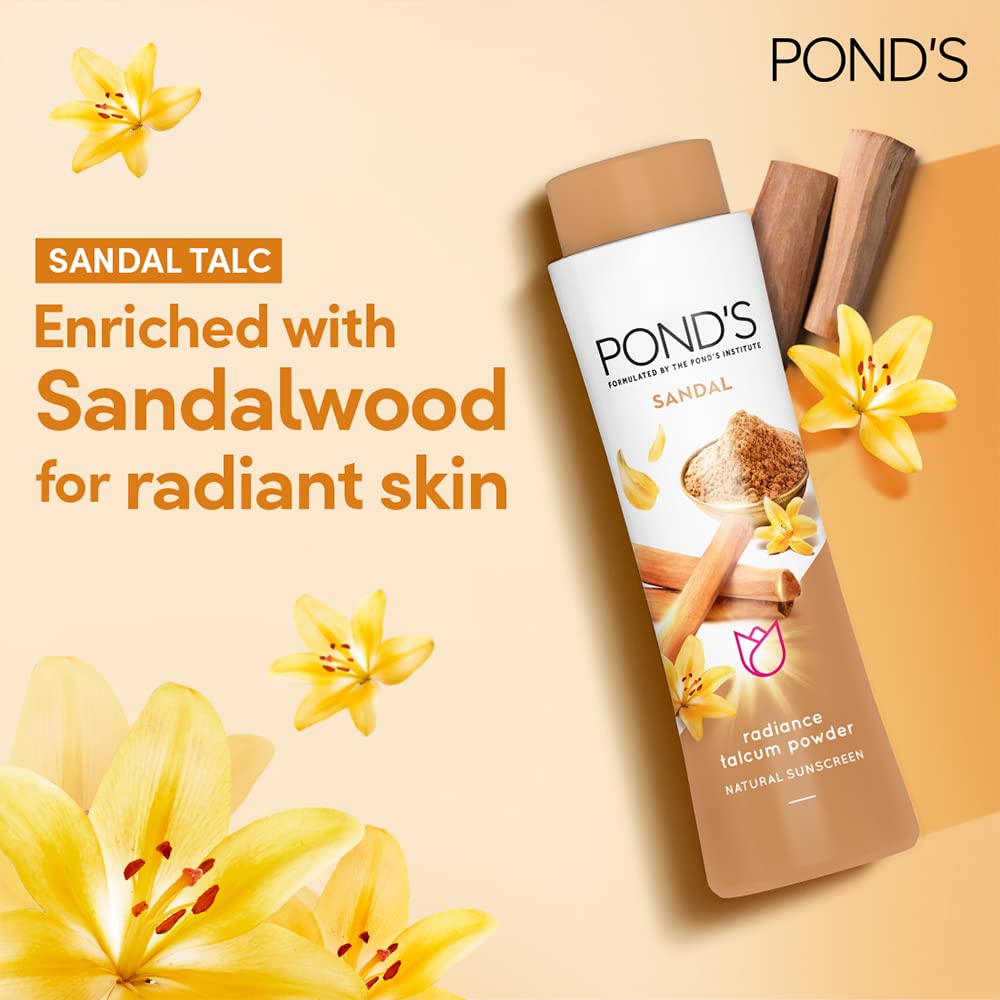 POND'S
SANDAL TALC
Enriched with
Sandalwood
for radiant skin
POND'S
FORMULATED BY THE POND'S INSTITUTE
SANDAL
radiance
talcum powder
NATURAL SUNSCREEN